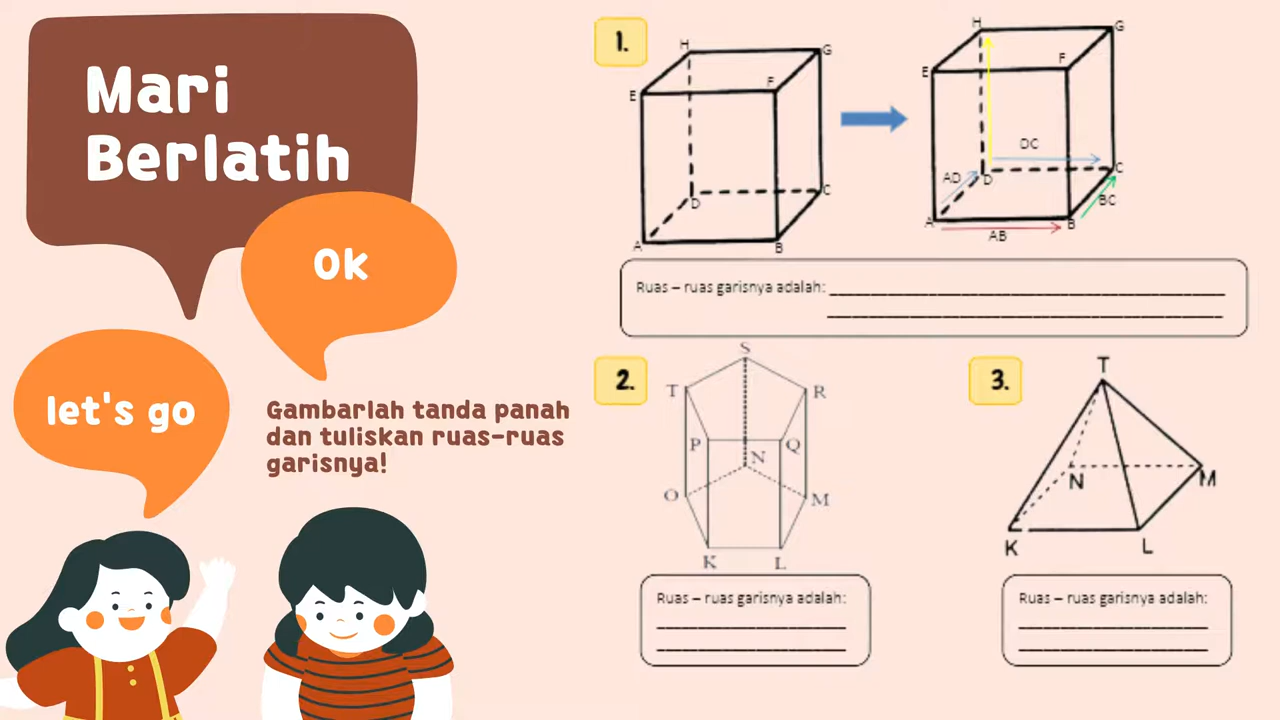 Mari
Berlatih
Ok
let's go
Gambarlah tanda panah
dan tuliskan ruas-ruas
garisnya!
1.
H
G
E
F
D
C
A
B
H
G
E
F
DC
AD
D
C
BC
A
B
AB
Ruas – ruas garisnya adalah:
2.
S
T
R
P
Q
N
O
M
K
L
Ruas – ruas garisnya adalah:
3.
T
N
M
K
L
Ruas – ruas garisnya adalah: